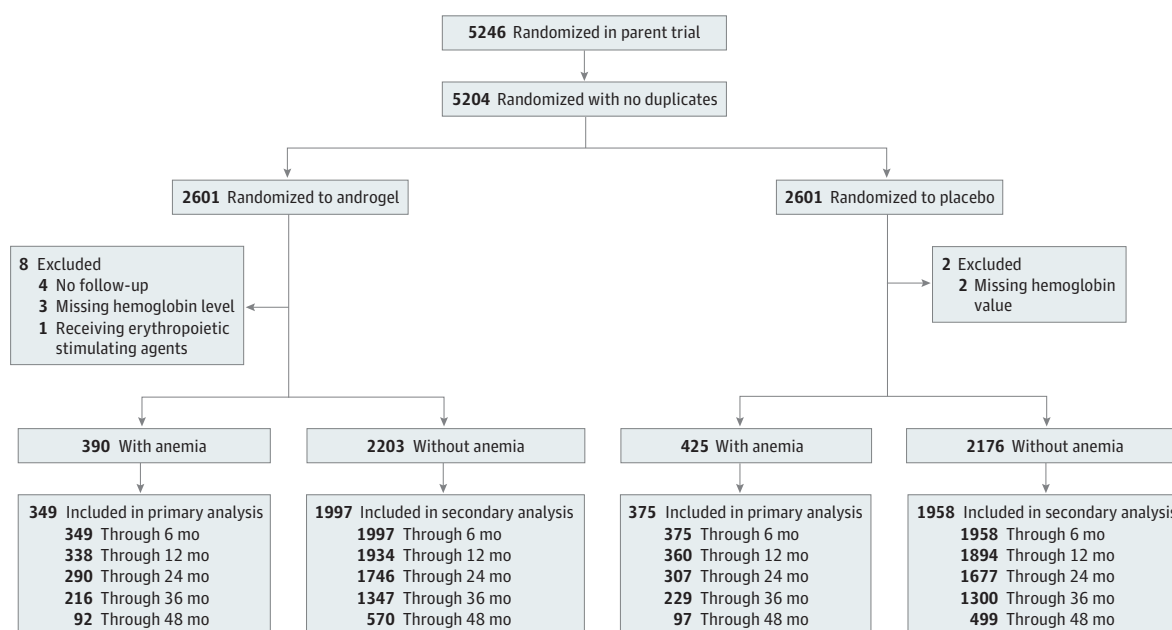 5246 Randomized in parent trial
5204 Randomized with no duplicates
2601 Randomized to androgel
2601 Randomized to placebo
8 Excluded
4 No follow-up
3 Missing hemoglobin level
1 Receiving erythropoietic
stimulating agents
2 Excluded
2 Missing hemoglobin
value
390 With anemia
2203 Without anemia
425 With anemia
2176 Without anemia
349 Included in primary analysis
349 Through 6 mo
338 Through 12 mo
290 Through 24 mo
216 Through 36 mo
92 Through 48 mo
1997 Included in secondary analysis
1997 Through 6 mo
1934 Through 12 mo
1746 Through 24 mo
1347 Through 36 mo
570 Through 48 mo
375 Included in primary analysis
375 Through 6 mo
360 Through 12 mo
307 Through 24 mo
229 Through 36 mo
97 Through 48 mo
1958 Included in secondary analysis
1958 Through 6 mo
1894 Through 12 mo
1677 Through 24 mo
1300 Through 36 mo
499 Through 48 mo